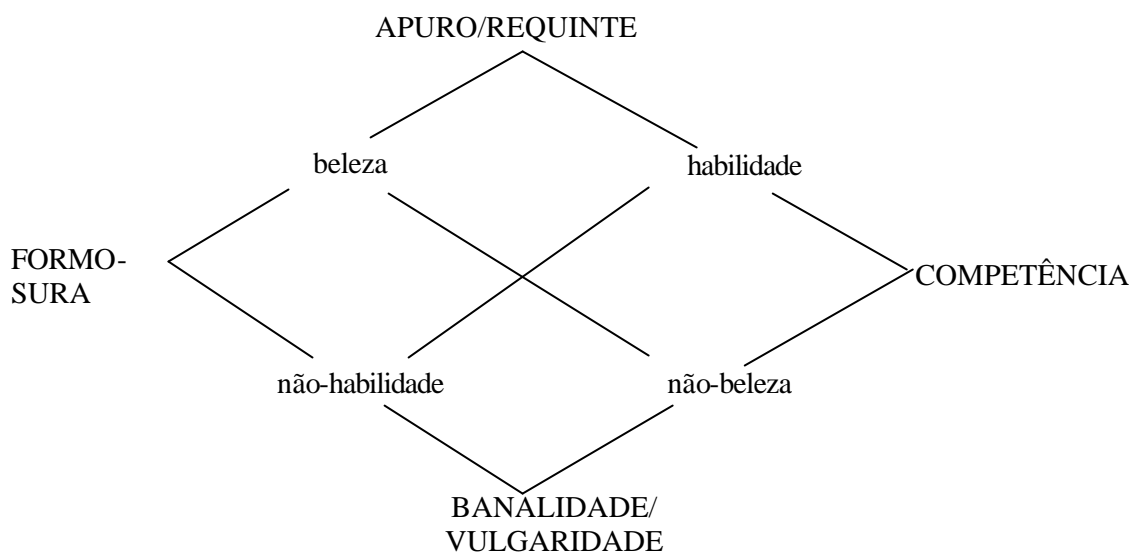 APURO/REQUINTE
beleza
habilidade
FORMO-
SURA
COMPETÊNCIA
não-habilidade
não-beleza
BANALIDADE/
VULGARIDADE